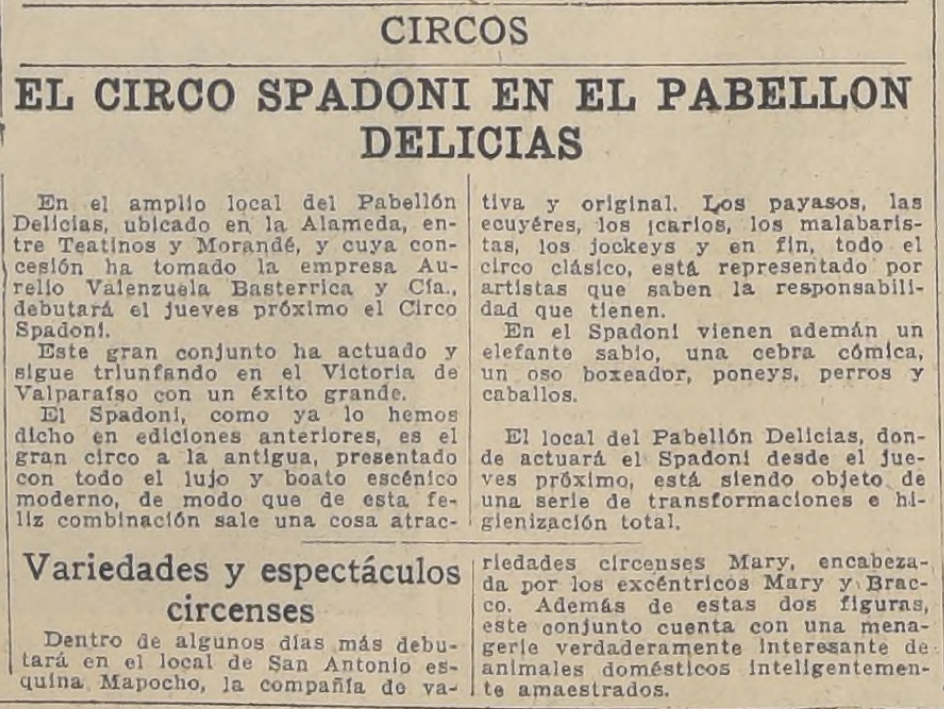 CIRCOS
EL CIRCO SPADONI EN EL PABELLON
DELICIAS
En el amplio local del Pabellón
Delicias, ubicado en la Alameda, en-
tre Teatinos y Morandé, y cuya con-
cesión ha tomado la empresa Au-
relio Valenzuela Basterrica y Cía.,
debutará el jueves próximo el Circo
Spadoni.
Este gran conjunto ha actuado y
sigue triunfando en el Victoria de
Valparaíso con un éxito grande.
El Spadoni, como ya lo hemos
dicho en ediciones anteriores, es el
gran circo a la antigua, presentado
con todo el lujo y boato escénico
moderno, de modo que de esta fe-
liz combinación sale una cosa atrac-
tiva y original. Los payasos, las
ecuyéres, los icarios, los malabaris-
tas, los jockeys y en fin, todo el
circo clásico, está representado por
artistas que saben la responsabili-
dad que tienen.
En el Spadoni vienen ademán un
elefante sabio, una cebra cómica,
un oso boxeador, poneys, perros y
caballos.
El local del Pabellón Delicias, don-
de actuará el Spadoni desde el jue-
ves próximo, está siendo objeto de
una serie de transformaciones e hi-
gienización total.
Variedades y espectáculos
circenses
Dentro de algunos días más debu-
tará en el local de San Antonio es-
quina Mapocho, la compañía de va-
riedades circenses Mary, encabeza-
da por los excéntricos Mary y Brac-
co. Además de estas dos figuras,
este conjunto cuenta con una mena-
gerie verdaderamente interesante de
animales domésticos inteligentemen-
te amaestrados.